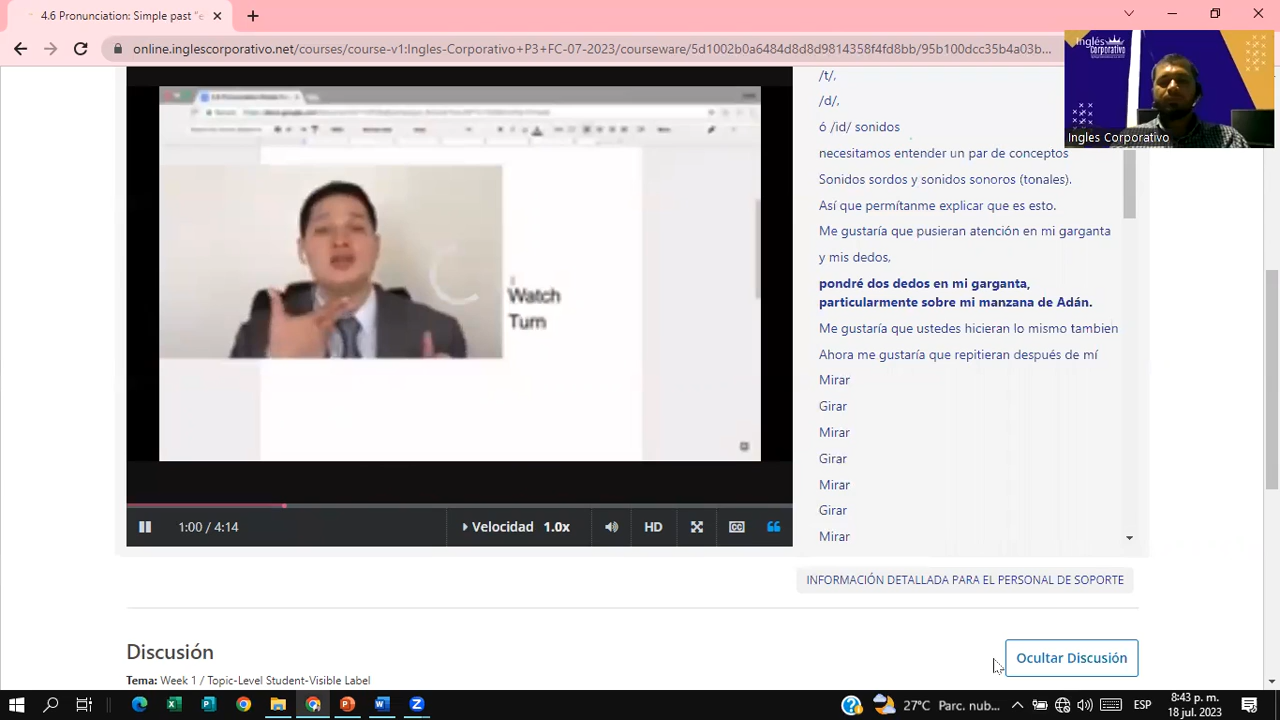 4.6 Pronunciation: Simple past "e
online.inglescorporativo.net/courses/course
s-Corporativo+P3+FC-07-2023/courseware/5d1002b0a6484d8d8d9814358f4fd8bb/95b100dcc35b4a03b...
Inglés
Corporativo
Ingles Corporativo
Watch
Turn
/t/,
/d/,
ó /id/ sonidos
necesitamos entender un par de conceptos
Sonidos sordos y sonidos sonoros (tonales).
Así que permítanme explicar que es esto.
Me gustaría que pusieran atención en mi garganta
y mis dedos,
pondré dos dedos en mi garganta,
particularmente sobre mi manzana de Adán.
Me gustaría que ustedes hicieran lo mismo tambien
Ahora me gustaría que repitieran después de mí
Mirar
Girar
Mirar
Girar
Mirar
Girar
Mirar
1:00 / 4:14
Velocidad 1.0x
HD
CC
INFORMACIÓN DETALLADA PARA EL PERSONAL DE SOPORTE
Discusión
Ocultar Discusión
Tema: Week 1 / Topic-Level Student-Visible Label
27°C Parc. nub...
ESP
8:43 p. m.
18 jul. 2023